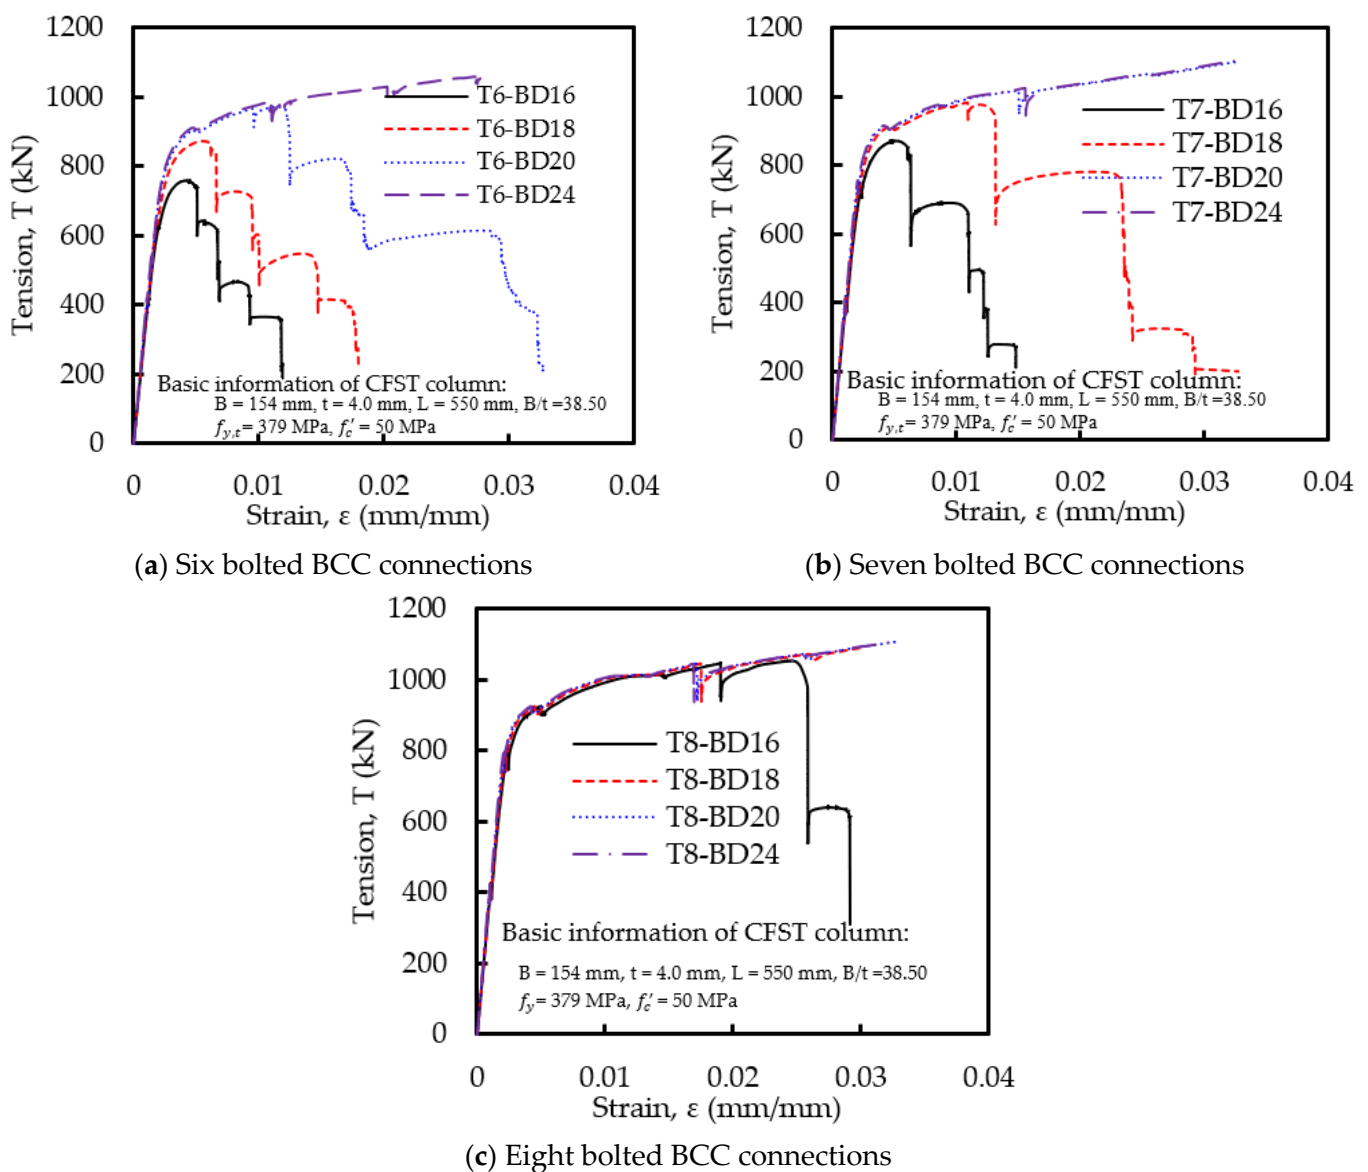 1200
1000
800
600
400
200
0
Tension, T (kN)
T6-BD16
T6-BD18
T6-BD20
T6-BD24
Basic information of CFST column:
B = 154 mm, t = 4.0 mm, L = 550 mm, B/t =38.50
f_{y,t} = 379 MPa, f_c′ = 50 MPa
0 0.01 0.02 0.03 0.04
Strain, ε (mm/mm)
(a) Six bolted BCC connections
1200
1000
800
600
400
200
0
Tension, T (kN)
T7-BD16
T7-BD18
T7-BD20
T7-BD24
Basic information of CFST column:
B = 154 mm, t = 4.0 mm, L = 550 mm, B/t =38.50
f_{y,t} = 379 MPa, f_c′ = 50 MPa
0 0.01 0.02 0.03 0.04
Strain, ε (mm/mm)
(b) Seven bolted BCC connections
1200
1000
800
600
400
200
0
Tension, T (kN)
T8-BD16
T8-BD18
T8-BD20
T8-BD24
Basic information of CFST column:
B = 154 mm, t = 4.0 mm, L = 550 mm, B/t =38.50
f_y = 379 MPa, f_c′ = 50 MPa
0 0.01 0.02 0.03 0.04
Strain, ε (mm/mm)
(c) Eight bolted BCC connections